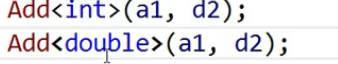 Add<int>(a1, d2);
Add<double>(a1, d2);